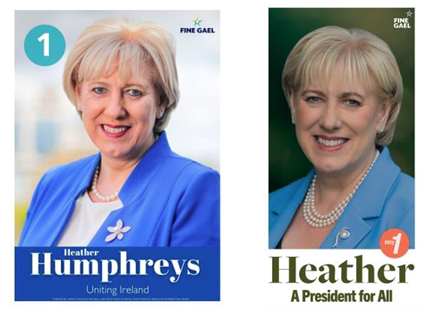 1
FINE GAEL
Heather
Humphreys
Uniting Ireland
FINE
GAEL
VOTE
1
Heather
A President for All